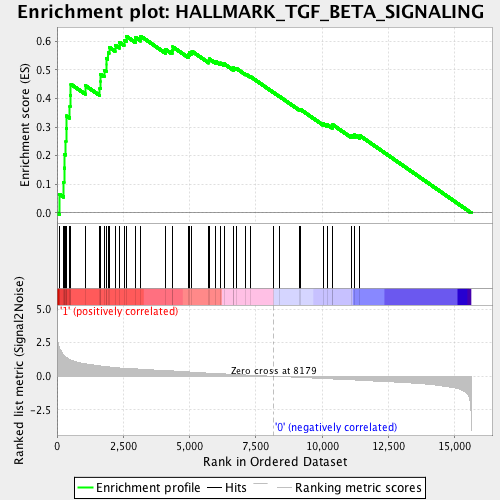 Enrichment plot: HALLMARK_TGF_BETA_SIGNALING
Enrichment score (ES)
0.6
0.5
0.4
0.3
0.2
0.1
0.0
Ranked list metric (Signal2Noise)
5.0
2.5
0.0
-2.5
'1' (positively correlated)
Zero cross at 8179
'0' (negatively correlated)
0 2,500 5,000 7,500 10,000 12,500 15,000
Rank in Ordered Dataset
Enrichment profile Hits Ranking metric scores